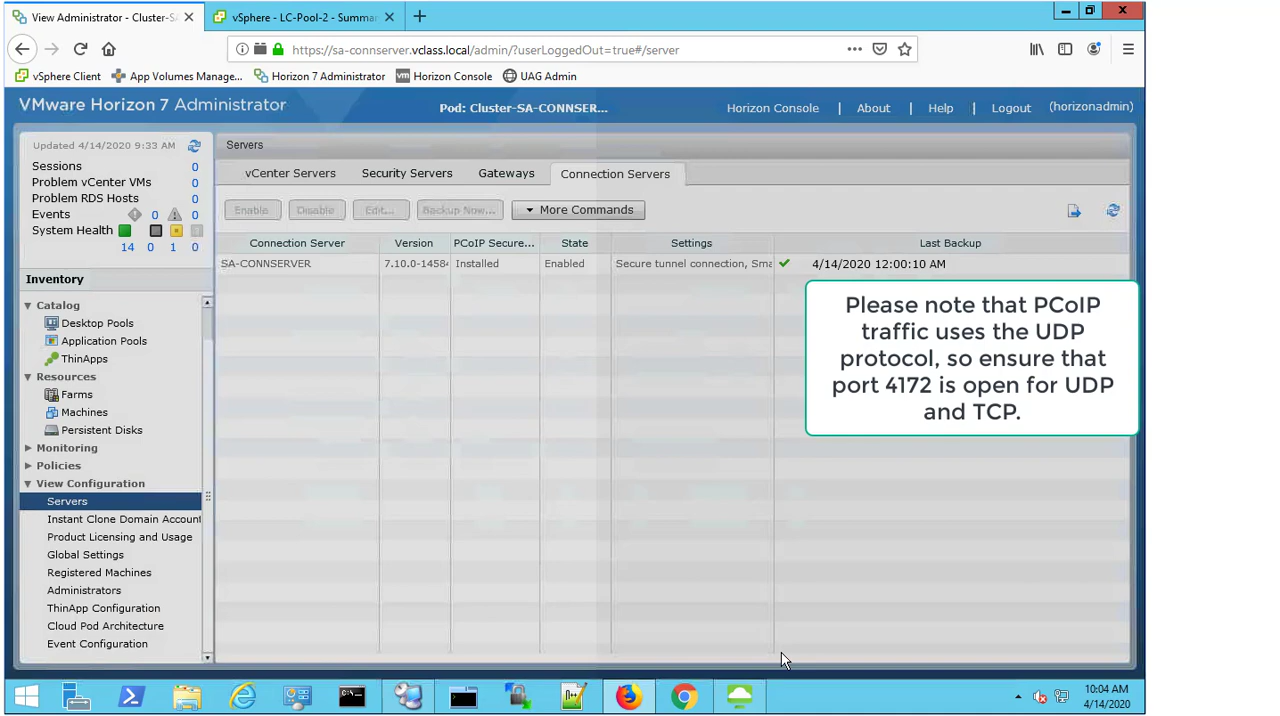 View Administrator - Cluster-SA
vSphere - LC-Pool-2 - Summar
https://sa-connserver.vclass.local/admin/?userLoggedOut=true#/server
vSphere Client
App Volumes Manage...
Horizon 7 Administrator
vm Horizon Console
UAG Admin
VMware Horizon 7 Administrator
Pod: Cluster-SA-CONNSER...
Horizon Console
About
Help
Logout
(horizonadmin)
Updated 4/14/2020 9:33 AM
Sessions 0
Problem vCenter VMs 0
Problem RDS Hosts 0
Events 0 0
System Health
14 0 1 0
Inventory
Catalog
Desktop Pools
Application Pools
ThinApps
Resources
Farms
Machines
Persistent Disks
Monitoring
Policies
View Configuration
Servers
Instant Clone Domain Account
Product Licensing and Usage
Global Settings
Registered Machines
Administrators
ThinApp Configuration
Cloud Pod Architecture
Event Configuration
Servers
vCenter Servers
Security Servers
Gateways
Connection Servers
Enable
Disable
Edit...
Backup Now...
More Commands
Connection Server Version PCoIP Secure... State Settings Last Backup
SA-CONNSERVER 7.10.0-1458 Installed Enabled Secure tunnel connection, Sma 4/14/2020 12:00:10 AM
Please note that PCoIP
traffic uses the UDP
protocol, so ensure that
port 4172 is open for UDP
and TCP.
10:04 AM
4/14/2020